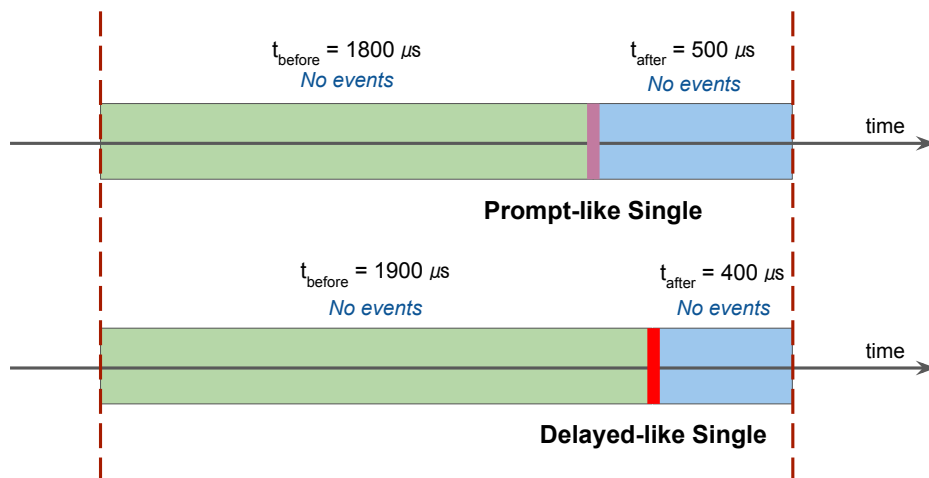 t_before = 1800 μs
No events
t_after = 500 μs
No events
time
Prompt-like Single
t_before = 1900 μs
No events
t_after = 400 μs
No events
time
Delayed-like Single